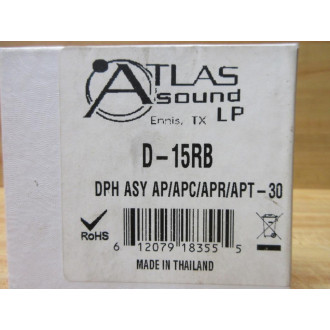 ATLAS
sound
LP
Ennis, TX
D-15RB
DPH ASY AP/APC/APR/APT-30
RoHS
6 12079 18355 5
MADE IN THAILAND